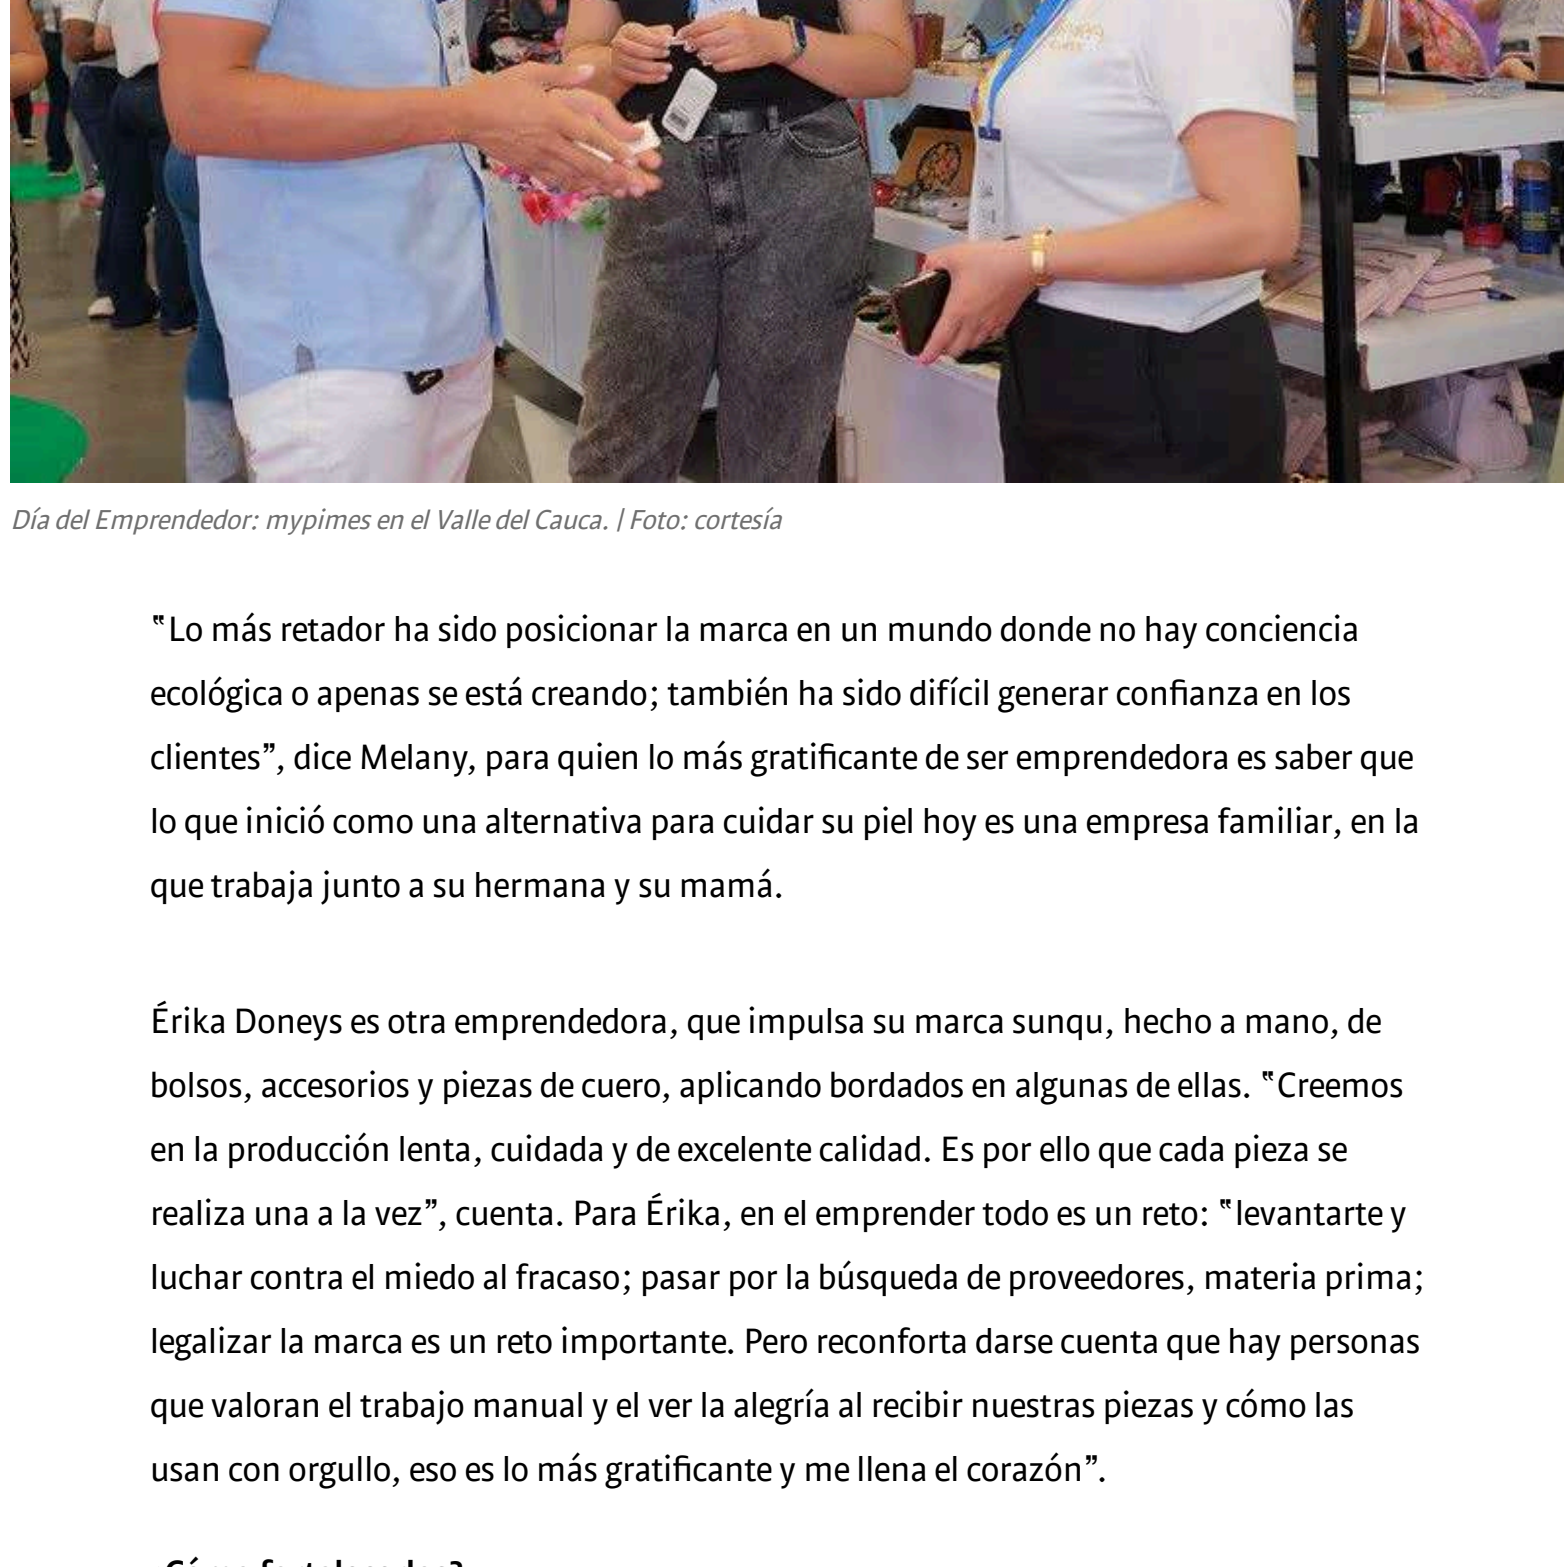 Día del Emprendedor: mypimes en el Valle del Cauca. | Foto: cortesía
“Lo más retador ha sido posicionar la marca en un mundo donde no hay conciencia
ecológica o apenas se está creando; también ha sido difícil generar confianza en los
clientes”, dice Melany, para quien lo más gratificante de ser emprendedora es saber que
lo que inició como una alternativa para cuidar su piel hoy es una empresa familiar, en la
que trabaja junto a su hermana y su mamá.
Érika Doneys es otra emprendedora, que impulsa su marca sunqu, hecho a mano, de
bolsos, accesorios y piezas de cuero, aplicando bordados en algunas de ellas. “Creemos
en la producción lenta, cuidada y de excelente calidad. Es por ello que cada pieza se
realiza una a la vez”, cuenta. Para Érika, en el emprender todo es un reto: “levantarte y
luchar contra el miedo al fracaso; pasar por la búsqueda de proveedores, materia prima;
legalizar la marca es un reto importante. Pero reconforta darse cuenta que hay personas
que valoran el trabajo manual y el ver la alegría al recibir nuestras piezas y cómo las
usan con orgullo, eso es lo más gratificante y me llena el corazón”.